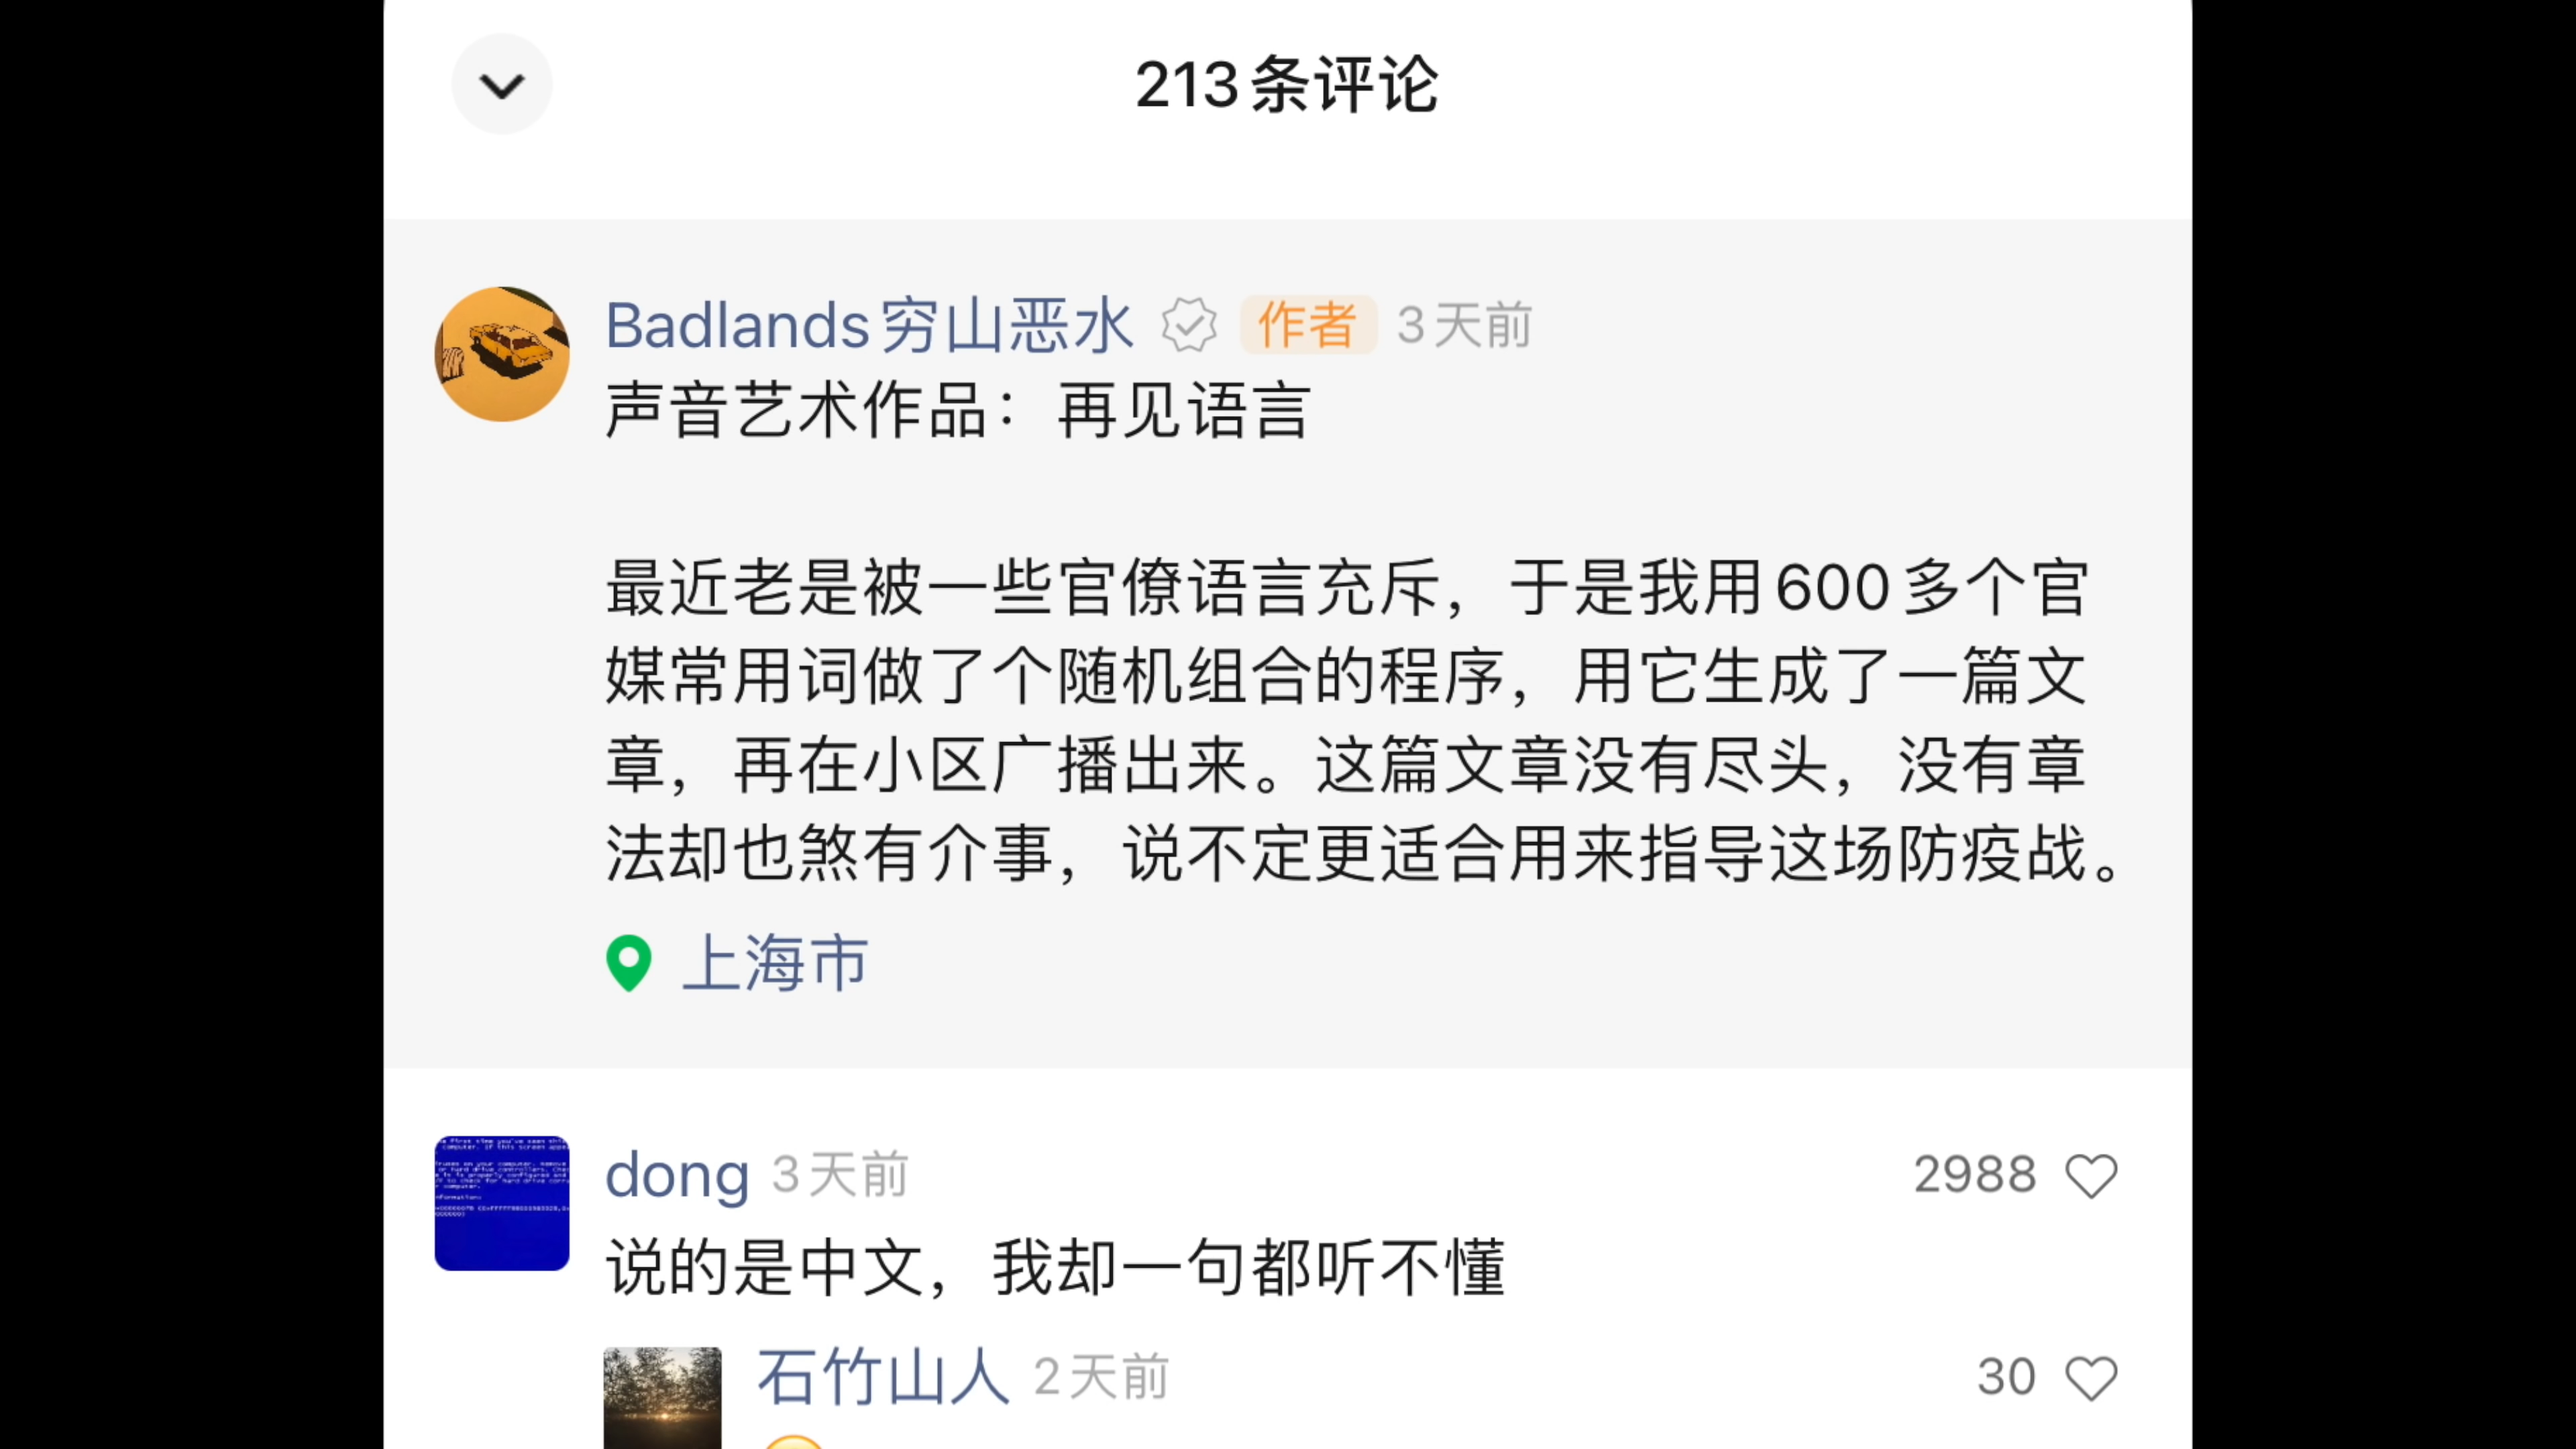 213条评论
Badlands穷山恶水 作者 3天前
声音艺术作品：再见语言
最近老是被一些官僚语言充斥，于是我用600多个官
媒常用词做了个随机组合的程序，用它生成了一篇文
章，再在小区广播出来。这篇文章没有尽头，没有章
法却也煞有介事，说不定更适合用来指导这场防疫战。
上海市
dong 3天前 2988
说的是中文，我却一句都听不懂
石竹山人 2天前 30